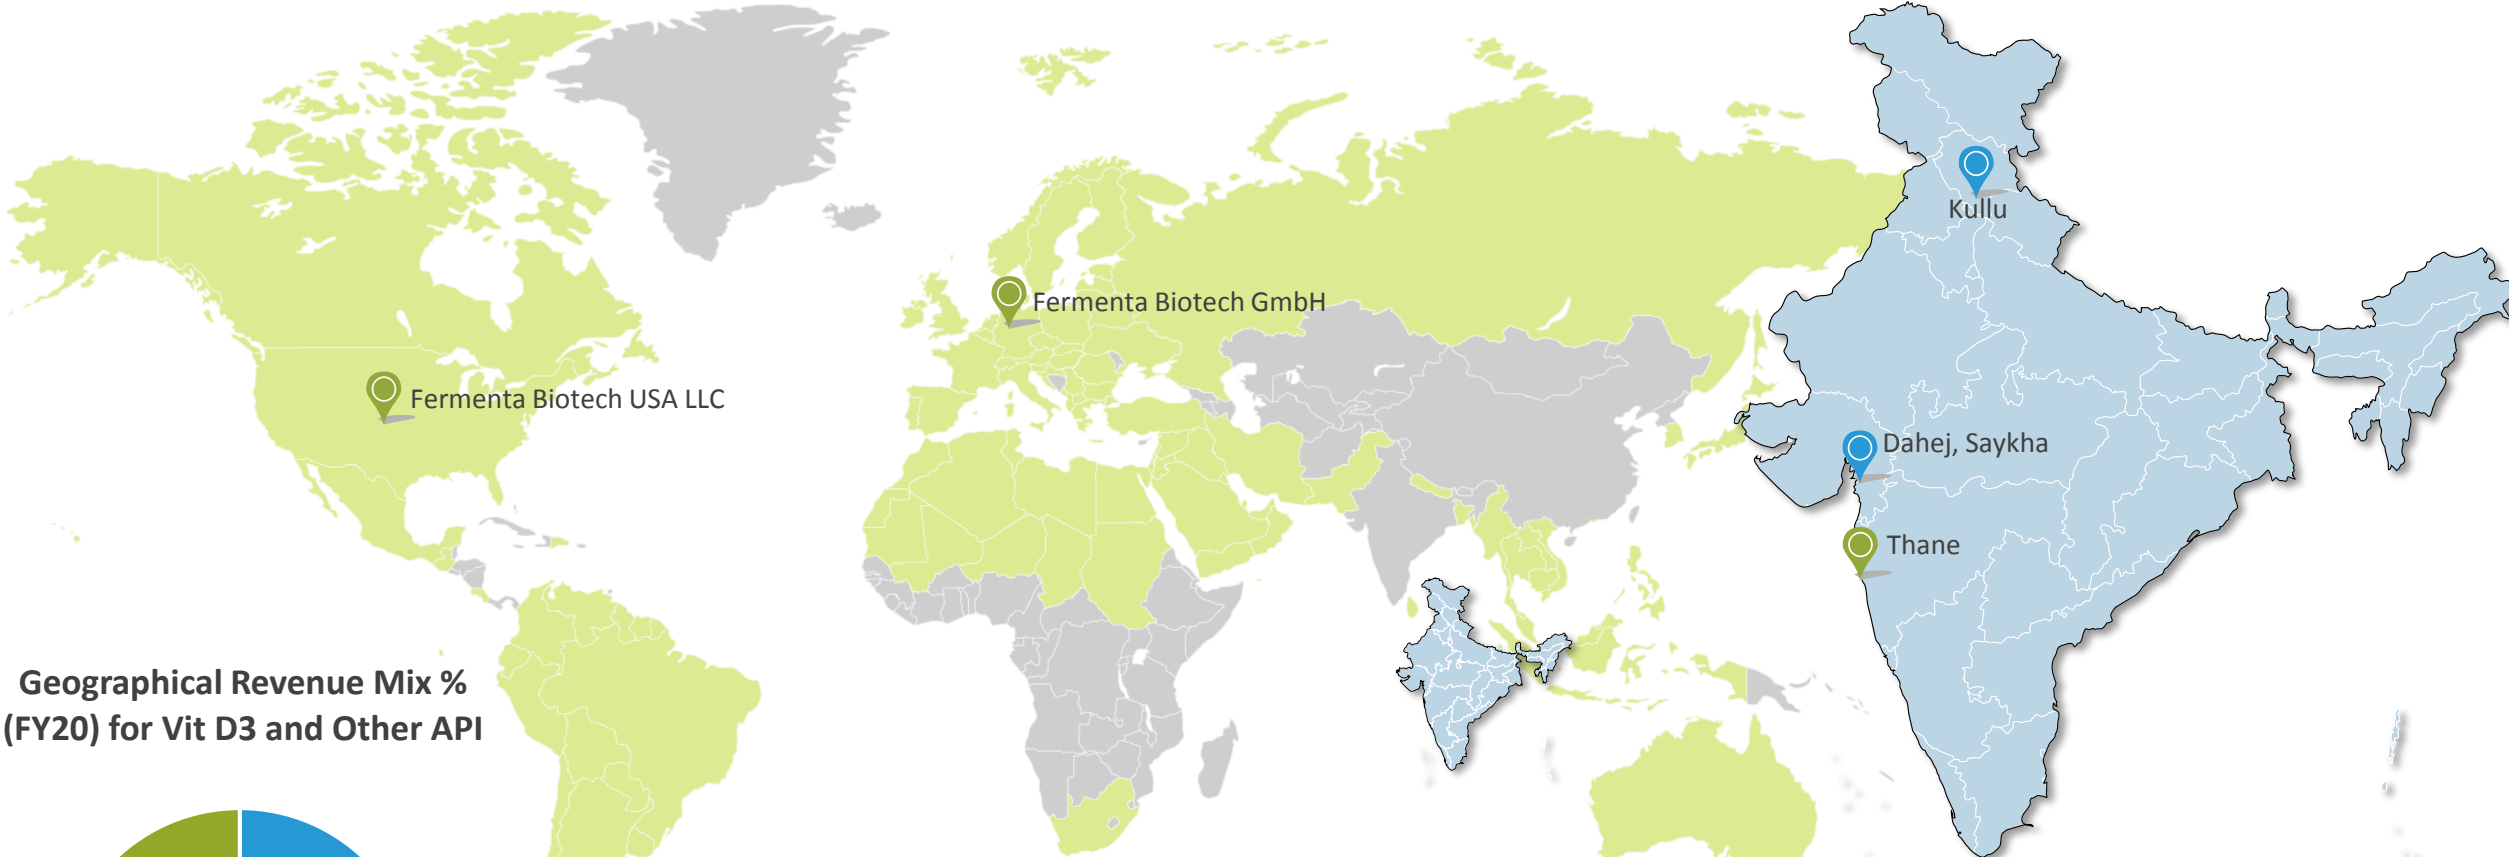 Kullu
Fermenta Biotech GmbH
Fermenta Biotech USA LLC
Dahej, Saykha
Thane
Geographical Revenue Mix %
(FY20) for Vit D3 and Other API